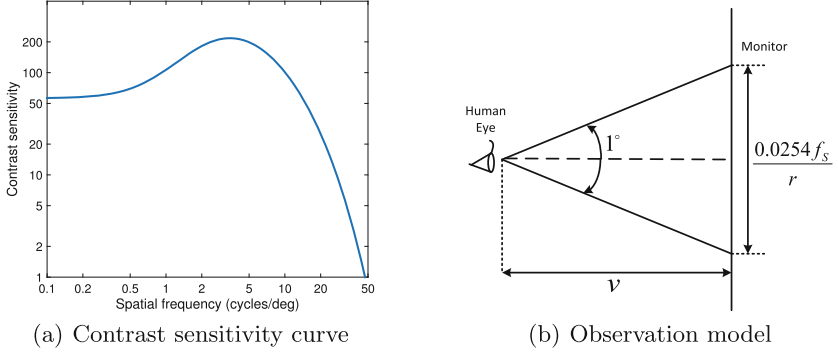 Contrast sensitivity
200
100
50
20
10
5
2
1
0.1
0.2
0.5
1
2
5
10
20
50
Spatial frequency (cycles/deg)
(a) Contrast sensitivity curve
Monitor
Human
Eye
1°
0.0254 f_S
r
v
(b) Observation model